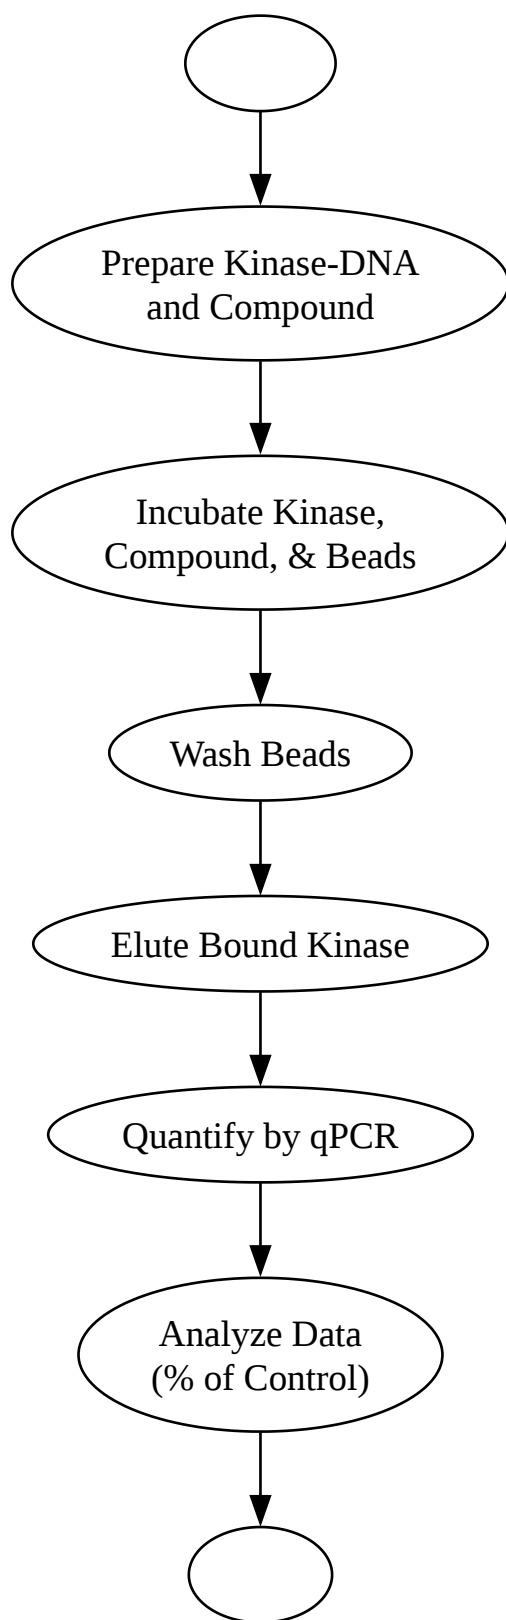 Prepare Kinase-DNA
and Compound
Incubate Kinase,
Compound, & Beads
Wash Beads
Elute Bound Kinase
Quantify by qPCR
Analyze Data
(% of Control)